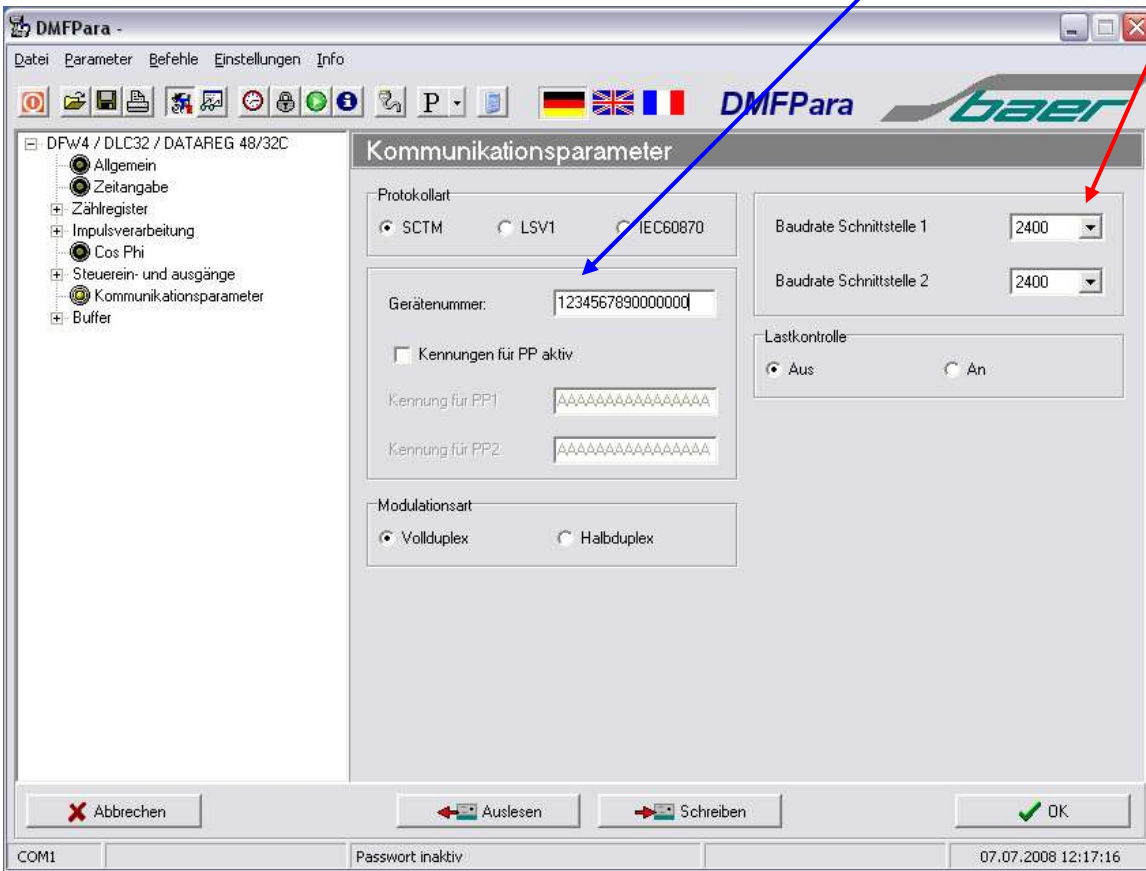 DMFPara -
Datei Parameter Befehle Einstellungen Info
P DMFPara baer
DFW4 / DLC32 / DATAREG 48/32C
Allgemein
Zeitangabe
Zählregister
Impulsverarbeitung
Cos Phi
Steuerein- und ausgänge
Kommunikationsparameter
Buffer
Kommunikationsparameter
Protokollart
SCTM LSV1 IEC60870
Gerätenummer: 1234567890000000
Kennungen für PP aktiv
Kennung für PP1 AAAAAAAAAAAAAAAA
Kennung für PP2 AAAAAAAAAAAAAAAA
Modulationsart
Vollduplex Halbduplex
Baudrate Schnittstelle 1 2400
Baudrate Schnittstelle 2 2400
Lastkontrolle
Aus An
Abbrechen Auslesen Schreiben OK
COM1 Passwort inaktiv 07.07.2008 12:17:16